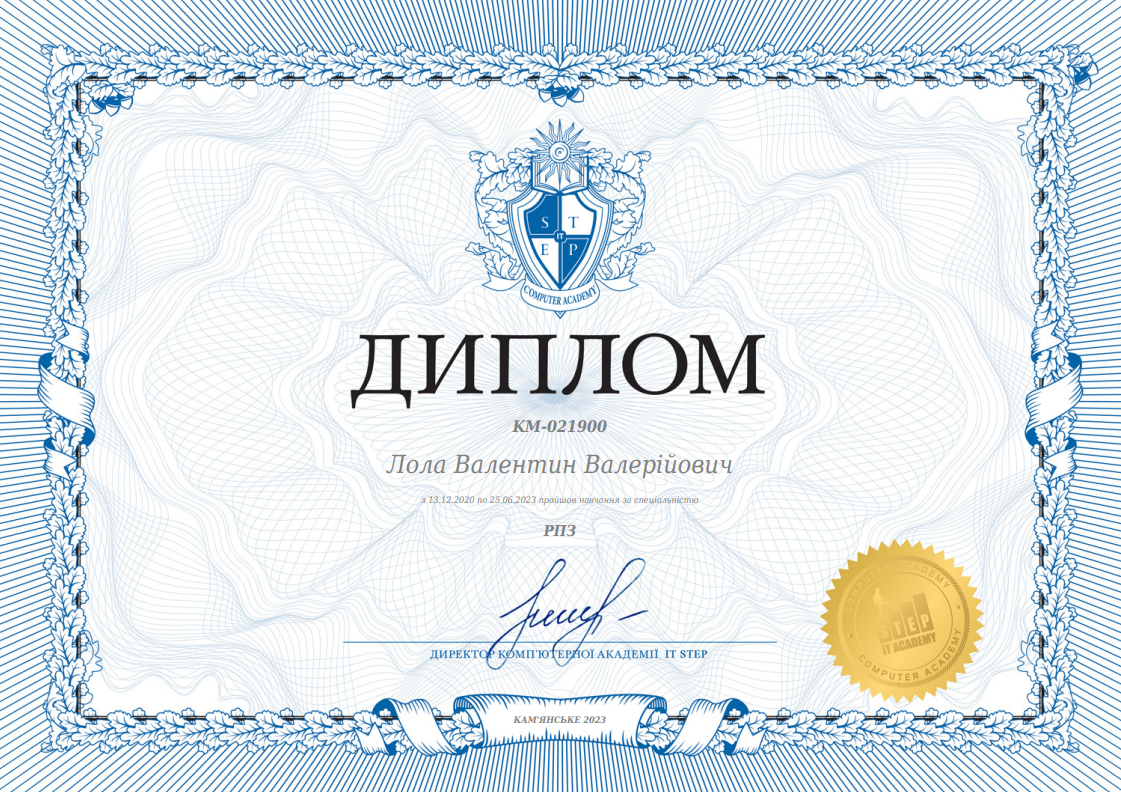 S T
IT
E P
COMPUTER ACADEMY
ДИПЛОМ
КМ-021900
Лола Валентин Валерійович
з 13.12.2020 по 25.06.2023 пройшов навчання за спеціальністю
РПЗ
ДИРЕКТОР КОМП'ЮТЕРНОЇ АКАДЕМІЇ IT STEP
COMPUTER ACADEMY
STEP
IT ACADEMY
COMPUTER ACADEMY
КАМ'ЯНСЬКЕ 2023